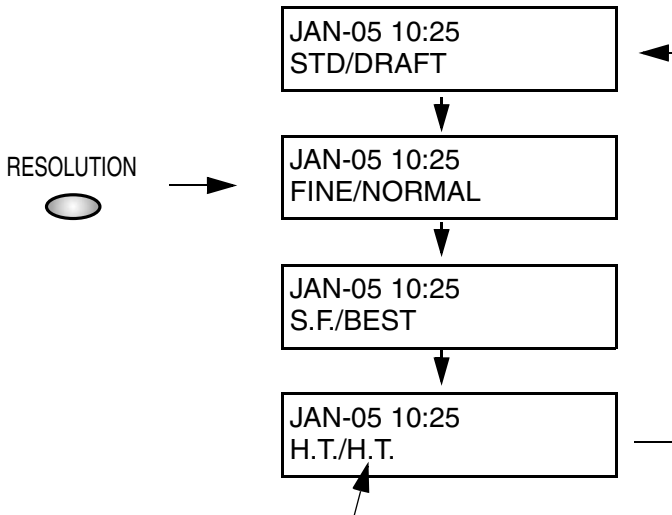 JAN-05 10:25
STD/DRAFT
RESOLUTION
JAN-05 10:25
FINE/NORMAL
JAN-05 10:25
S.F./BEST
JAN-05 10:25
H.T./H.T.